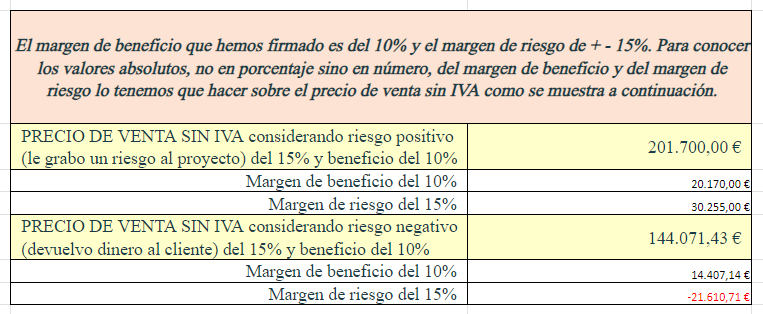 El margen de beneficio que hemos firmado es del 10% y el margen de riesgo de + - 15%. Para conocer
los valores absolutos, no en porcentaje sino en número, del margen de beneficio y del margen de
riesgo lo tenemos que hacer sobre el precio de venta sin IVA como se muestra a continuación.
PRECIO DE VENTA SIN IVA considerando riesgo positivo
(le grabo un riesgo al proyecto) del 15% y beneficio del 10%
201.700,00 €
Margen de beneficio del 10%
20.170,00 €
Margen de riesgo del 15%
30.255,00 €
PRECIO DE VENTA SIN IVA considerando riesgo negativo
(devuelvo dinero al cliente) del 15% y beneficio del 10%
144.071,43 €
Margen de beneficio del 10%
14.407,14 €
Margen de riesgo del 15%
-21.610,71 €